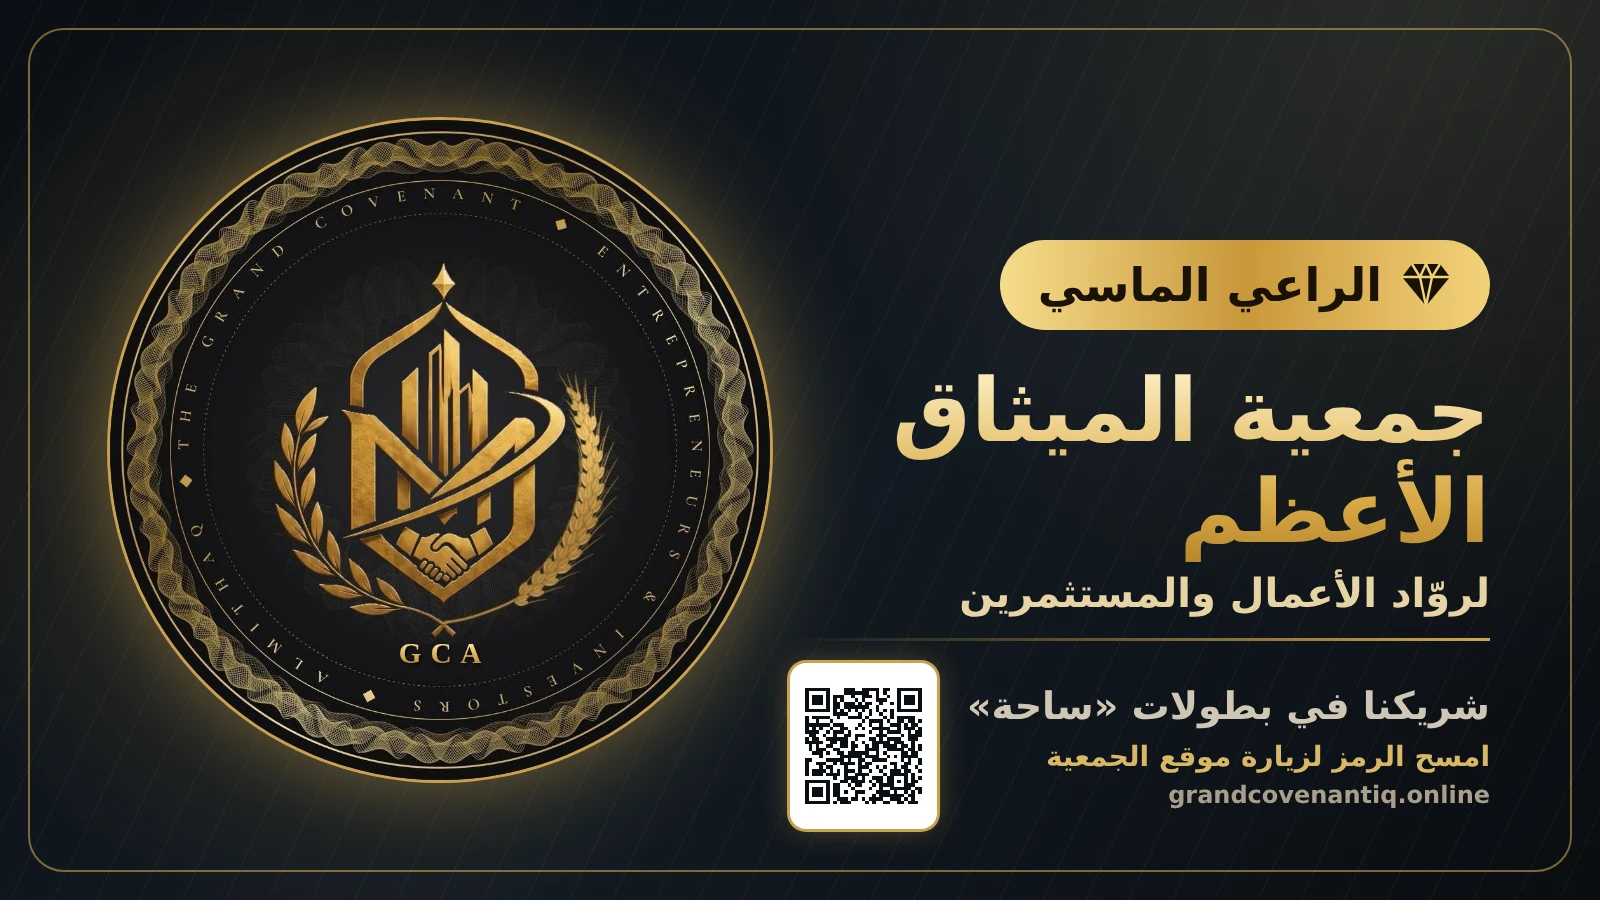 THE GRAND COVENANT ◆ ENTREPRENEURS & INVESTORS ◆ ALMITHAQ ◆
GCA
الراعي الماسي
جمعية الميثاق
الأعظم
لروّاد الأعمال والمستثمرين
شريكنا في بطولات «ساحة»
امسح الرمز لزيارة موقع الجمعية
grandcovenantiq.online